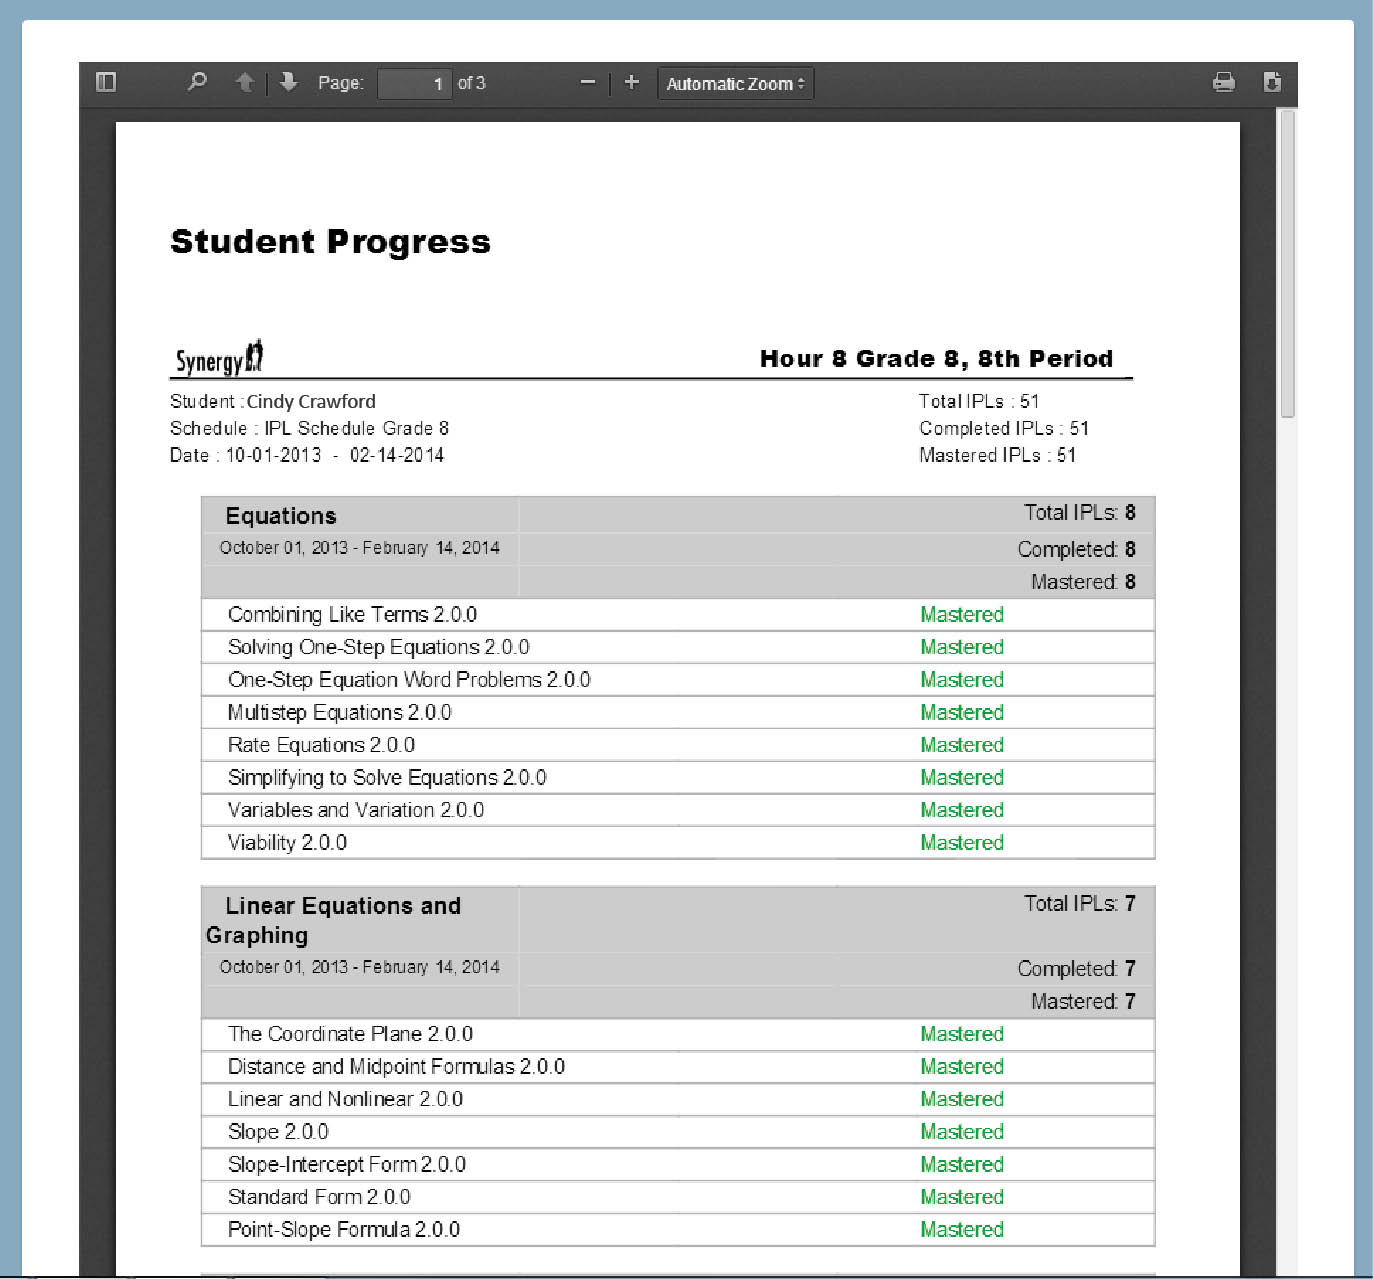 Page: 1 of 3 Automatic Zoom
Student Progress
Synergy Hour 8 Grade 8, 8th Period
Student : Cindy Crawford Total IPLs : 51
Schedule : IPL Schedule Grade 8 Completed IPLs : 51
Date : 10-01-2013 - 02-14-2014 Mastered IPLs : 51
Equations Total IPLs: 8
October 01, 2013 - February 14, 2014 Completed: 8
Mastered: 8
Combining Like Terms 2.0.0 Mastered
Solving One-Step Equations 2.0.0 Mastered
One-Step Equation Word Problems 2.0.0 Mastered
Multistep Equations 2.0.0 Mastered
Rate Equations 2.0.0 Mastered
Simplifying to Solve Equations 2.0.0 Mastered
Variables and Variation 2.0.0 Mastered
Viability 2.0.0 Mastered
Linear Equations and Total IPLs: 7
Graphing
October 01, 2013 - February 14, 2014 Completed: 7
Mastered: 7
The Coordinate Plane 2.0.0 Mastered
Distance and Midpoint Formulas 2.0.0 Mastered
Linear and Nonlinear 2.0.0 Mastered
Slope 2.0.0 Mastered
Slope-Intercept Form 2.0.0 Mastered
Standard Form 2.0.0 Mastered
Point-Slope Formula 2.0.0 Mastered